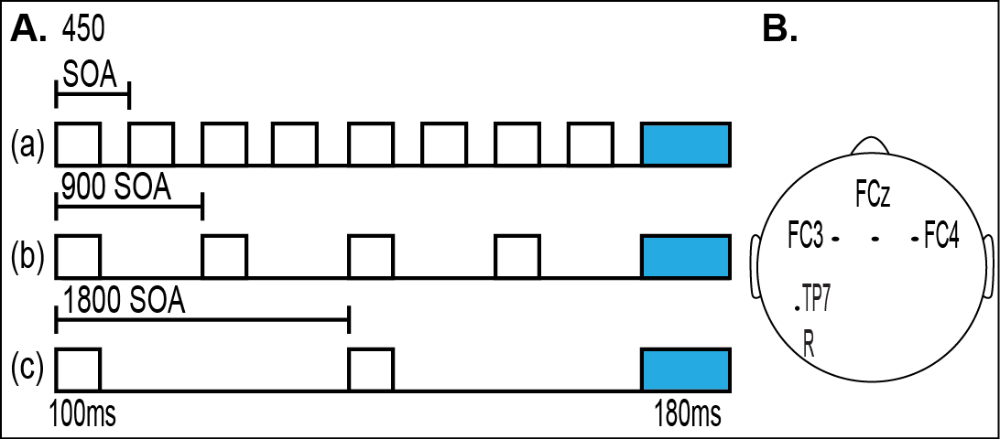 A. 450
SOA
(a)
900 SOA
(b)
1800 SOA
(c)
100ms 180ms
B.
FCz
FC3 FC4
TP7
R